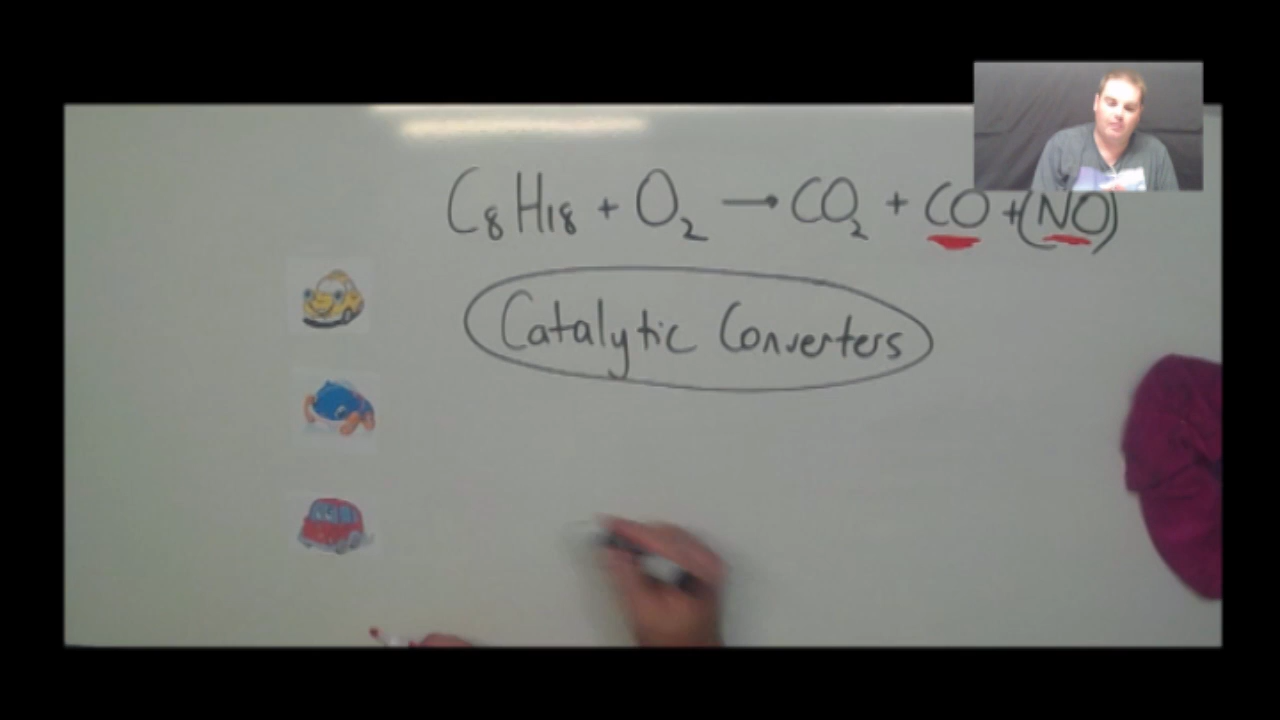 C₈H₁₈ + O₂ → CO₂ + CO + (NO)
Catalytic Converters